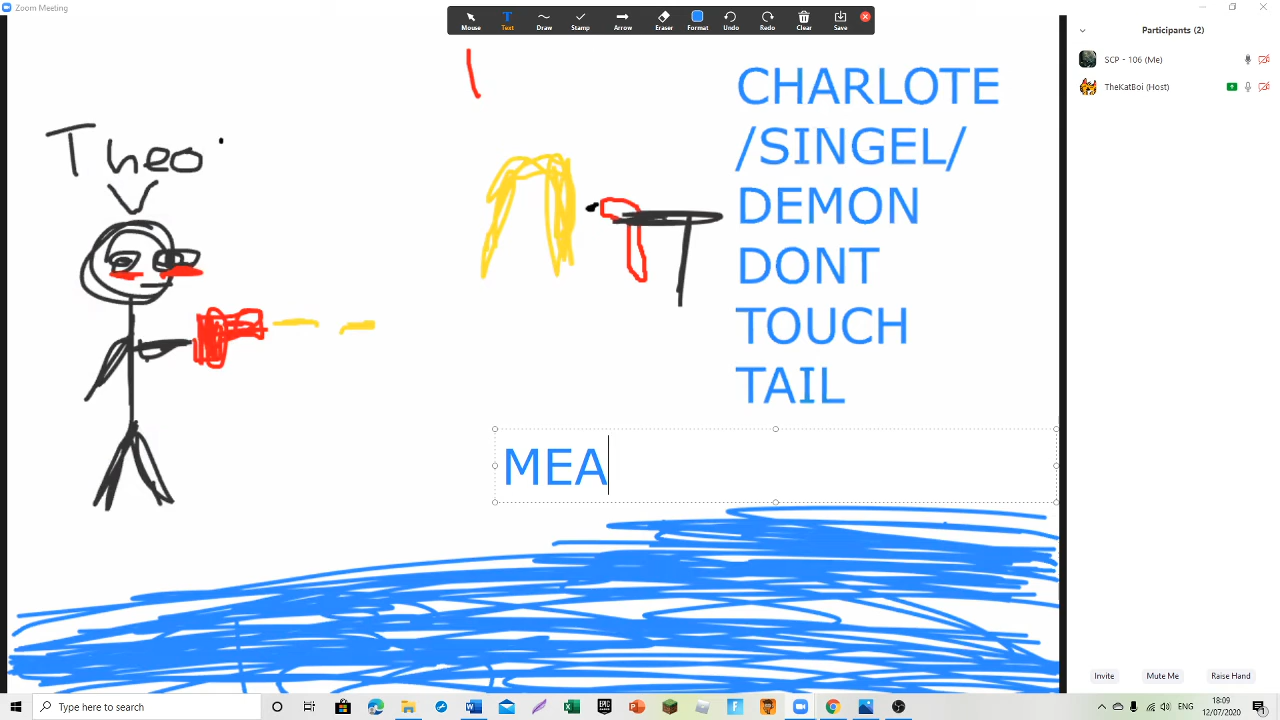 Zoom Meeting
Mouse
Text
Draw
Stamp
Arrow
Eraser
Format
Undo
Redo
Clear
Save
Participants (2)
SCP - 106 (Me)
TheKatBoi (Host)
Theo
CHARLOTE
/SINGEL/
DEMON
DONT
TOUCH
TAIL
MEA
Invite
Mute Me
Raise Hand
Type here to search
ENG
18:09
12/07/2020